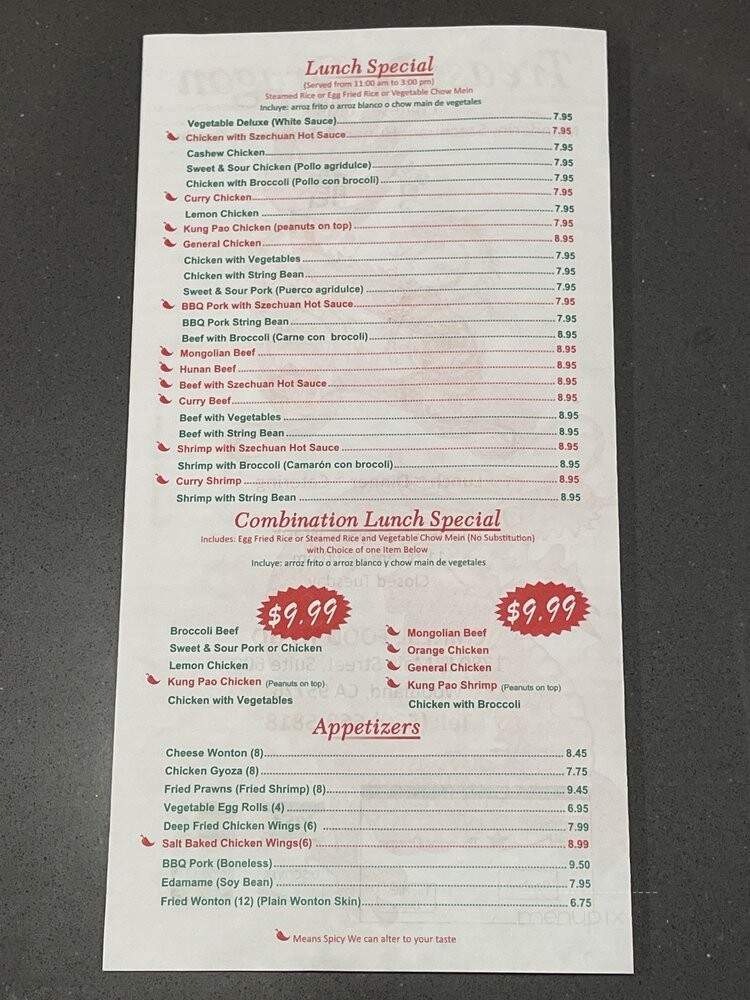 Lunch Special
(Served from 11:00 am to 3:00 pm)
Steamed Rice or Egg Fried Rice or Vegetable Chow Mein
Incluye: arroz frito o arroz blanco o chow main de vegetales
Vegetable Deluxe (White Sauce) 7.95
Chicken with Szechuan Hot Sauce 7.95
Cashew Chicken 7.95
Sweet & Sour Chicken (Pollo agridulce) 7.95
Chicken with Broccoli (Pollo con brocoli) 7.95
Curry Chicken 7.95
Lemon Chicken 7.95
Kung Pao Chicken (peanuts on top) 7.95
General Chicken 8.95
Chicken with Vegetables 7.95
Chicken with String Bean 7.95
Sweet & Sour Pork (Puerco agridulce) 7.95
BBQ Pork with Szechuan Hot Sauce 7.95
BBQ Pork String Bean 7.95
Beef with Broccoli (Carne con brocoli) 8.95
Mongolian Beef 8.95
Hunan Beef 8.95
Beef with Szechuan Hot Sauce 8.95
Curry Beef 8.95
Beef with Vegetables 8.95
Beef with String Bean 8.95
Shrimp with Szechuan Hot Sauce 8.95
Shrimp with Broccoli (Camarón con brocoli) 8.95
Curry Shrimp 8.95
Shrimp with String Bean 8.95
Combination Lunch Special
Includes: Egg Fried Rice or Steamed Rice and Vegetable Chow Mein (No Substitution)
with Choice of one Item Below
Incluye: arroz frito o arroz blanco y chow main de vegetales
$9.99
Broccoli Beef
Sweet & Sour Pork or Chicken
Lemon Chicken
Kung Pao Chicken (Peanuts on top)
Chicken with Vegetables
$9.99
Mongolian Beef
Orange Chicken
General Chicken
Kung Pao Shrimp (Peanuts on top)
Chicken with Broccoli
Appetizers
Cheese Wonton (8) 8.45
Chicken Gyoza (8) 7.75
Fried Prawns (Fried Shrimp) (8) 9.45
Vegetable Egg Rolls (4) 6.95
Deep Fried Chicken Wings (6) 7.99
Salt Baked Chicken Wings(6) 8.99
BBQ Pork (Boneless) 9.50
Edamame (Soy Bean) 7.95
Fried Wonton (12) (Plain Wonton Skin) 6.75
Means Spicy We can alter to your taste
menupix